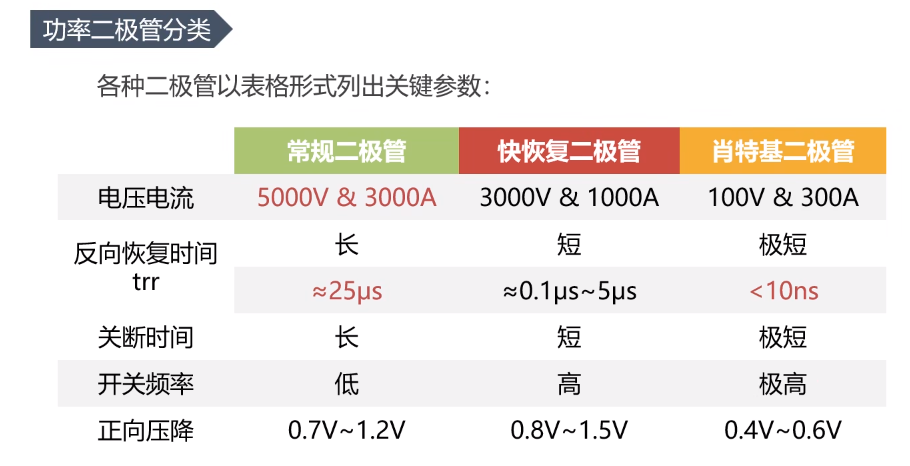 功率二极管分类
各种二极管以表格形式列出关键参数：
常规二极管 快恢复二极管 肖特基二极管
电压电流 5000V & 3000A 3000V & 1000A 100V & 300A
反向恢复时间 长 短 极短
trr ≈25μs ≈0.1μs~5μs <10ns
关断时间 长 短 极短
开关频率 低 高 极高
正向压降 0.7V~1.2V 0.8V~1.5V 0.4V~0.6V